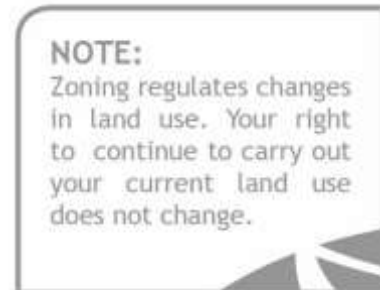 NOTE:
Zoning regulates changes
in land use. Your right
to continue to carry out
your current land use
does not change.